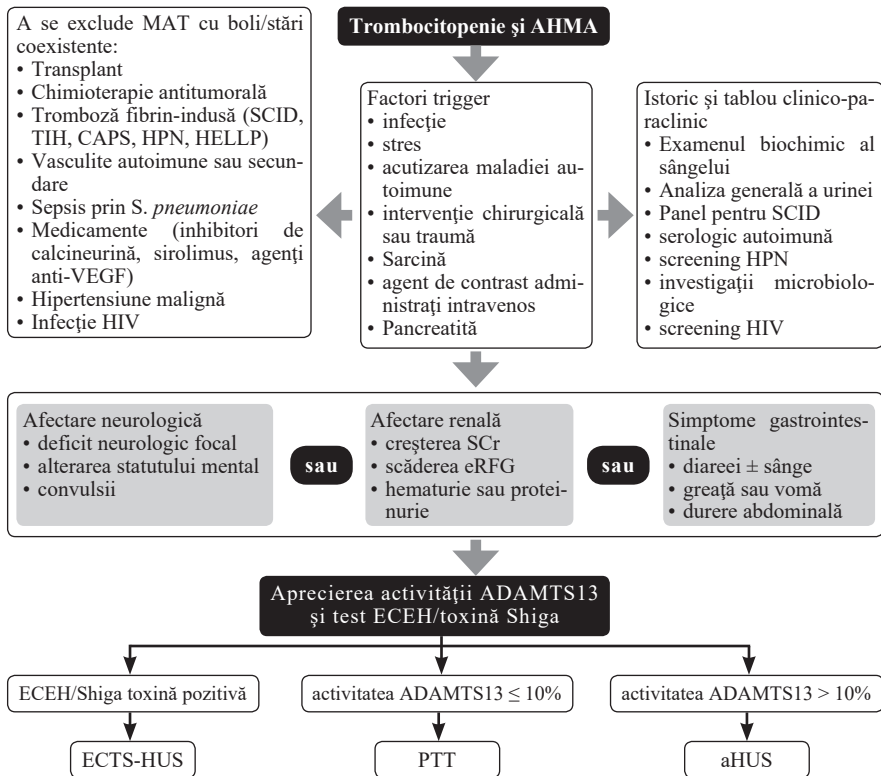 Trombocitopenie şi AHMA
A se exclude MAT cu boli/stări
coexistente:
• Transplant
• Chimioterapie antitumorală
• Tromboză fibrin-indusă (SCID,
TIH, CAPS, HPN, HELLP)
• Vasculite autoimune sau secun-
dare
• Sepsis prin S. pneumoniae
• Medicamente (inhibitori de
calcineurină, sirolimus, agenţi
anti-VEGF)
• Hipertensiune malignă
• Infecţie HIV
Factori trigger
• infecţie
• stres
• acutizarea maladiei au-
toimune
• intervenţie chirurgicală
sau traumă
• Sarcină
• agent de contrast admi-
nistraţi intravenos
• Pancreatită
Istoric şi tablou clinico-pa-
raclinic
• Examenul biochimic al
sângelui
• Analiza generală a urinei
• Panel pentru SCID
• serologic autoimună
• screening HPN
• investigaţii microbiolo-
gice
• screening HIV
Afectare neurologică
• deficit neurologic focal
• alterarea statutului mental
• convulsii
sau
Afectare renală
• creşterea SCr
• scăderea eRFG
• hematurie sau protei-
nurie
sau
Simptome gastrointes-
tinale
• diareei ± sânge
• greaţă sau vomă
• durere abdominală
Aprecierea activităţii ADAMTS13
şi test ECEH/toxină Shiga
ECEH/Shiga toxină pozitivă
activitatea ADAMTS13 ≤ 10%
activitatea ADAMTS13 > 10%
ECTS-HUS
PTT
aHUS